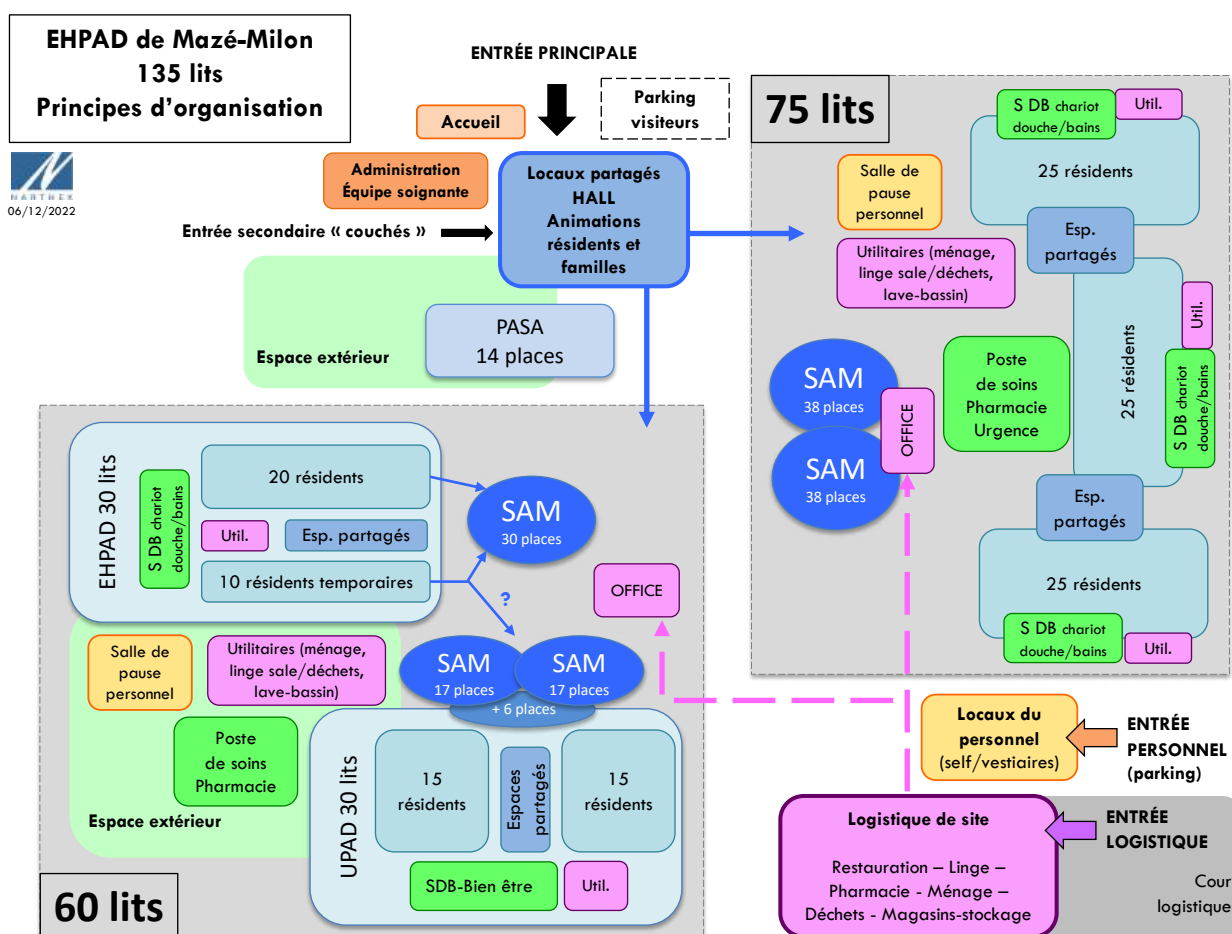 EHPAD de Mazé-Milon
135 lits
Principes d’organisation
NARTHEX
06/12/2022
ENTRÉE PRINCIPALE
Parking
visiteurs
Accueil
Administration
Équipe soignante
Entrée secondaire « couchés »
Locaux partagés
HALL
Animations
résidents et
familles
PASA
14 places
Espace extérieur
75 lits
S DB chariot
douche/bains
Util.
25 résidents
Salle de
pause
personnel
Esp.
partagés
Utilitaires (ménage,
linge sale/déchets,
lave-bassin)
Util.
25 résidents
S DB chariot
douche/bains
SAM
38 places
SAM
38 places
OFFICE
Poste
de soins
Pharmacie
Urgence
Esp.
partagés
25 résidents
S DB chariot
douche/bains
Util.
EHPAD 30 lits
S DB chariot
douche/bains
20 résidents
Util.
Esp. partagés
10 résidents temporaires
SAM
30 places
?
OFFICE
Salle de
pause
personnel
Utilitaires (ménage,
linge sale/déchets,
lave-bassin)
SAM
17 places
SAM
17 places
+ 6 places
Poste
de soins
Pharmacie
Espace extérieur
UPAD 30 lits
15
résidents
Espaces
partagés
15
résidents
SDB-Bien être
Util.
60 lits
Locaux du
personnel
(self/vestiaires)
ENTRÉE
PERSONNEL
(parking)
Logistique de site
Restauration – Linge –
Pharmacie - Ménage –
Déchets - Magasins-stockage
ENTRÉE
LOGISTIQUE
Cour
logistique